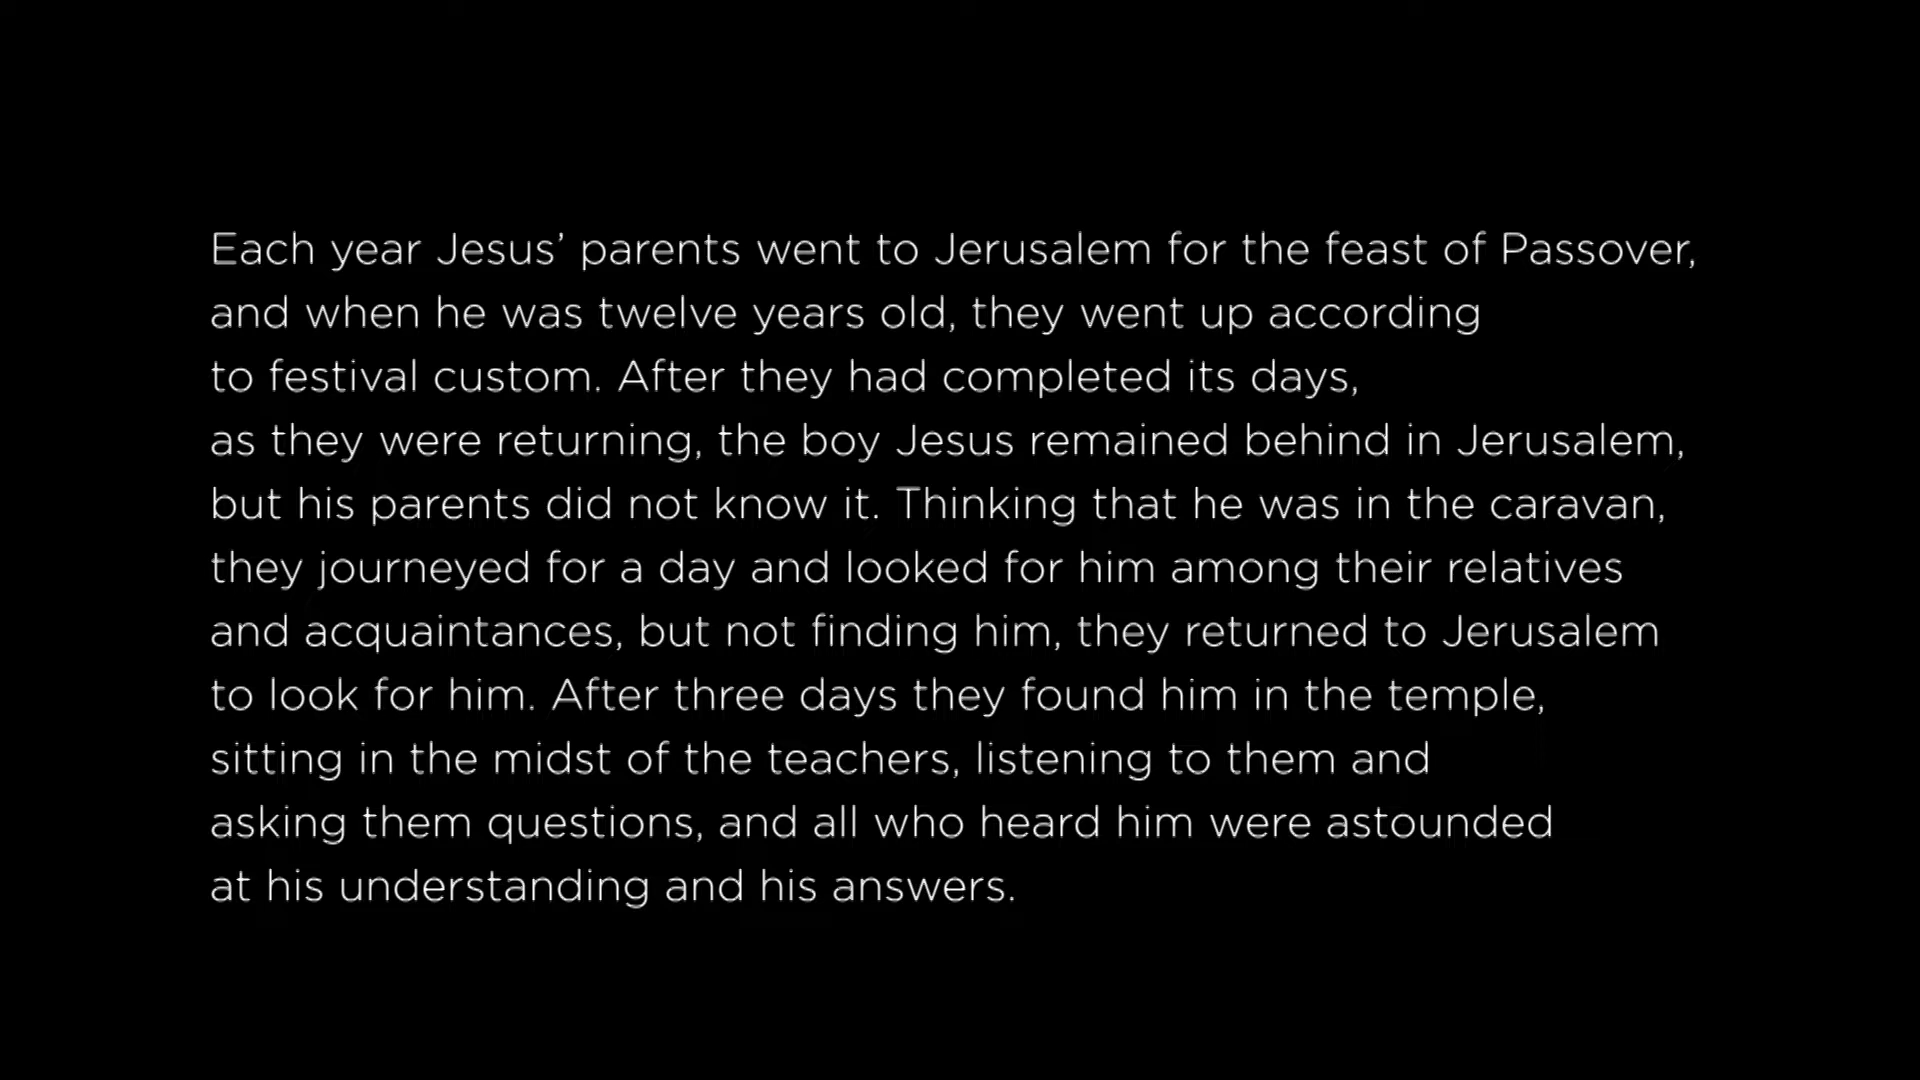 Each year Jesus’ parents went to Jerusalem for the feast of Passover,
and when he was twelve years old, they went up according
to festival custom. After they had completed its days,
as they were returning, the boy Jesus remained behind in Jerusalem,
but his parents did not know it. Thinking that he was in the caravan,
they journeyed for a day and looked for him among their relatives
and acquaintances, but not finding him, they returned to Jerusalem
to look for him. After three days they found him in the temple,
sitting in the midst of the teachers, listening to them and
asking them questions, and all who heard him were astounded
at his understanding and his answers.